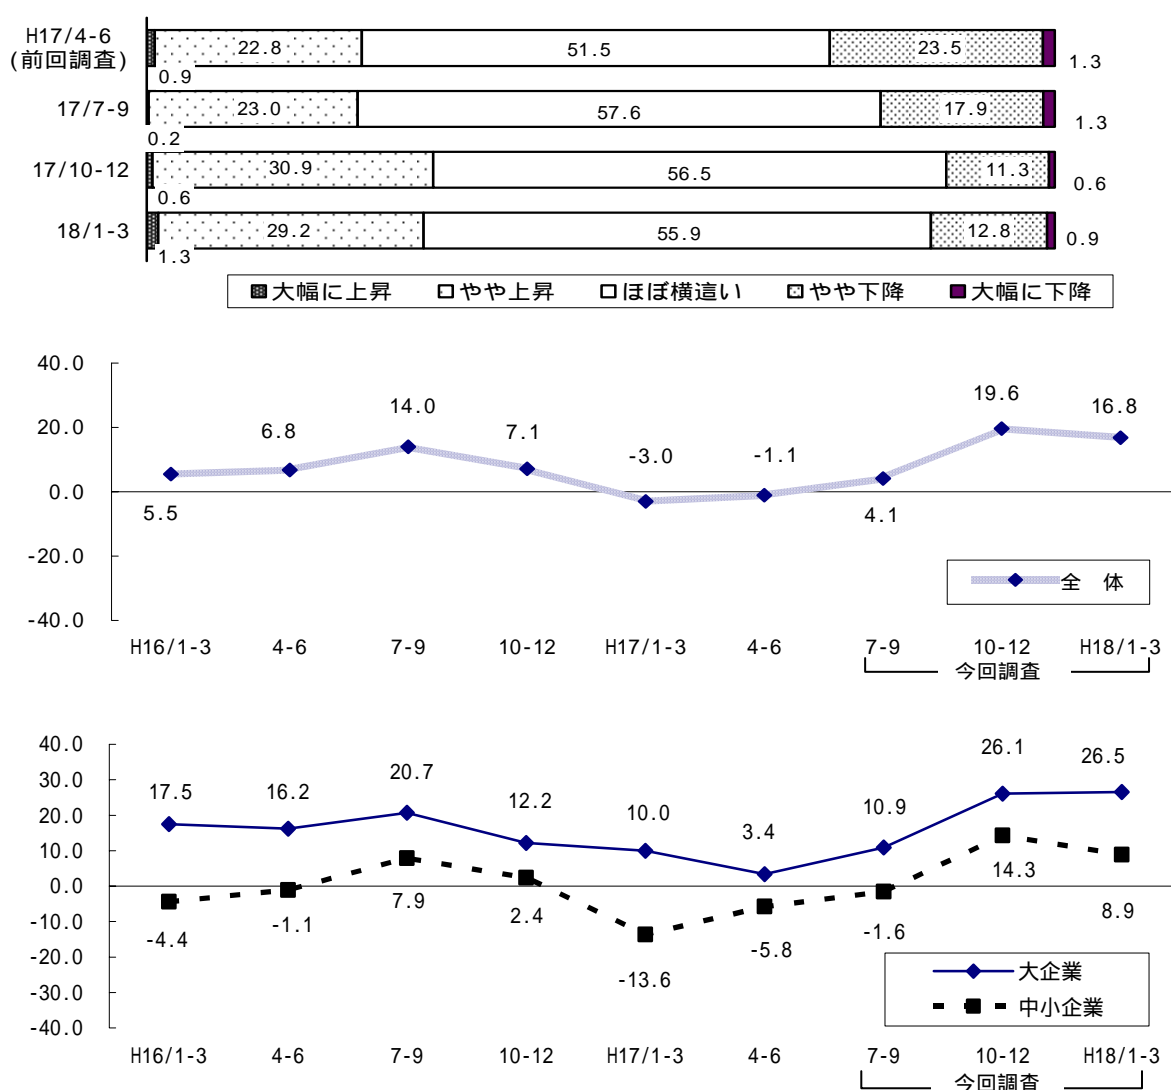 H17/4-6
(前回調査)
22.8 51.5 23.5 1.3
0.9
17/7-9 23.0 57.6 17.9 1.3
0.2
17/10-12 30.9 56.5 11.3 0.6
0.6
18/1-3 29.2 55.9 12.8 0.9
1.3
大幅に上昇 やや上昇 ほぼ横這い やや下降 大幅に下降
40.0
20.0
0.0
-20.0
-40.0
5.5 6.8 14.0 7.1 -3.0 -1.1 4.1 19.6 16.8
全 体
H16/1-3 4-6 7-9 10-12 H17/1-3 4-6 7-9 10-12 H18/1-3
今回調査
40.0
30.0
20.0
10.0
0.0
-10.0
-20.0
-30.0
-40.0
17.5 16.2 20.7 12.2 10.0 3.4 10.9 26.1 26.5
-4.4 -1.1 7.9 2.4 -13.6 -5.8 -1.6 14.3 8.9
大企業
中小企業
H16/1-3 4-6 7-9 10-12 H17/1-3 4-6 7-9 10-12 H18/1-3
今回調査